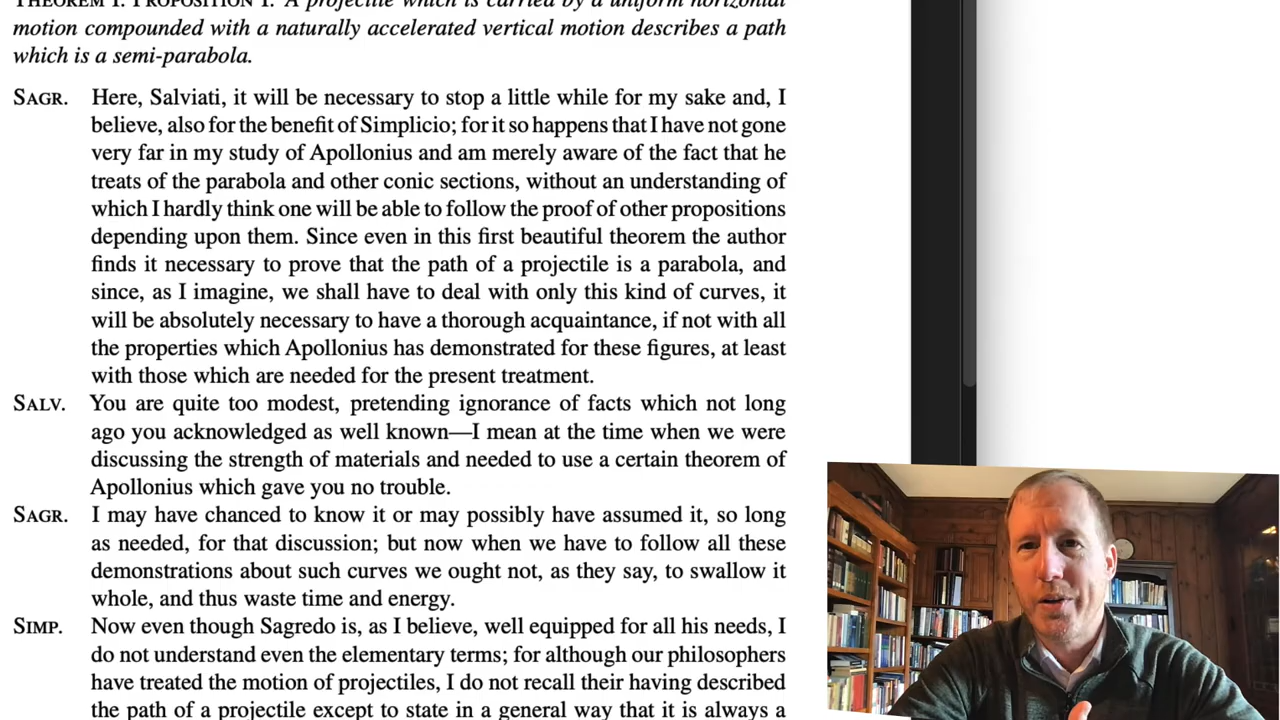 THEOREM I. PROPOSITION I. A projectile which is carried by a uniform horizontal
motion compounded with a naturally accelerated vertical motion describes a path
which is a semi-parabola.
SAGR. Here, Salviati, it will be necessary to stop a little while for my sake and, I
believe, also for the benefit of Simplicio; for it so happens that I have not gone
very far in my study of Apollonius and am merely aware of the fact that he
treats of the parabola and other conic sections, without an understanding of
which I hardly think one will be able to follow the proof of other propositions
depending upon them. Since even in this first beautiful theorem the author
finds it necessary to prove that the path of a projectile is a parabola, and
since, as I imagine, we shall have to deal with only this kind of curves, it
will be absolutely necessary to have a thorough acquaintance, if not with all
the properties which Apollonius has demonstrated for these figures, at least
with those which are needed for the present treatment.
SALV. You are quite too modest, pretending ignorance of facts which not long
ago you acknowledged as well known—I mean at the time when we were
discussing the strength of materials and needed to use a certain theorem of
Apollonius which gave you no trouble.
SAGR. I may have chanced to know it or may possibly have assumed it, so long
as needed, for that discussion; but now when we have to follow all these
demonstrations about such curves we ought not, as they say, to swallow it
whole, and thus waste time and energy.
SIMP. Now even though Sagredo is, as I believe, well equipped for all his needs, I
do not understand even the elementary terms; for although our philosophers
have treated the motion of projectiles, I do not recall their having described
the path of a projectile except to state in a general way that it is always a